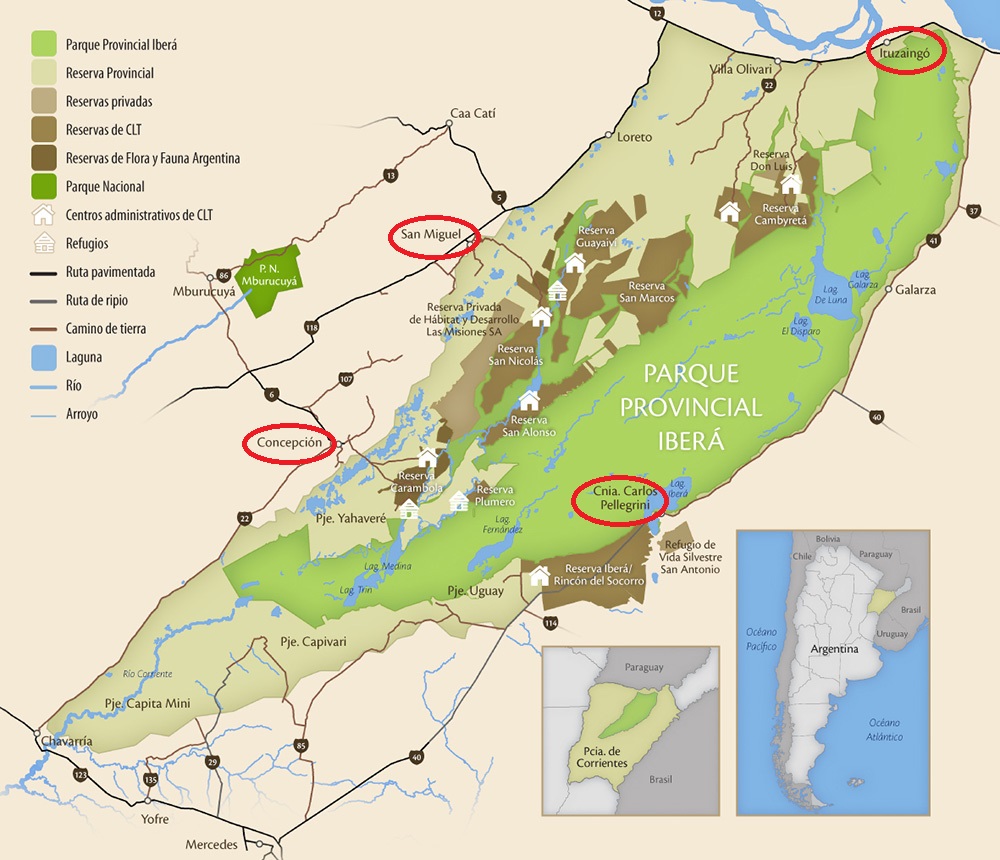 Parque Provincial Iberá
Reserva Provincial
Reservas privadas
Reservas de CLT
Reservas de Flora y Fauna Argentina
Parque Nacional
Centros administrativos de CLT
Refugios
Ruta pavimentada
Ruta de ripio
Camino de tierra
Laguna
Río
Arroyo
12
Ituzaingó
Villa Olivari
22
Caa Catí
Loreto
Reserva
Don Luis
13
5
Reserva
Cambyretá
37
San Miguel
Reserva
Guayaivi
41
P. N.
Mburucuyá
86
Mburucuyá
Reserva
San Marcos
Lag.
De Luna
Lag.
Galarza
Galarza
Reserva Privada
de Hábitat y Desarrollo
Las Misiones SA
118
Lag.
El Disparo
Reserva
San Nicolás
PARQUE
PROVINCIAL
IBERÁ
107
6
40
Reserva
San Alonso
Concepción
Reserva
Carambola
Reserva
Plumero
Cnia. Carlos
Pellegrini
Lag.
Iberá
22
Pje. Yahaveré
Lag.
Fernández
Refugio de
Vida Silvestre
San Antonio
Lag. Medina
Reserva Iberá/
Rincón del Socorro
Lag. Trin
Pje. Uguay
114
Pje. Capivari
Río Corriente
Pje. Capita Mini
Chavarría
123
135
29
85
40
Yofre
Mercedes
Paraguay
Pcia. de
Corrientes
Brasil
Bolivia
Chile
Paraguay
Brasil
Océano
Pacífico
Argentina
Uruguay
Océano
Atlántico